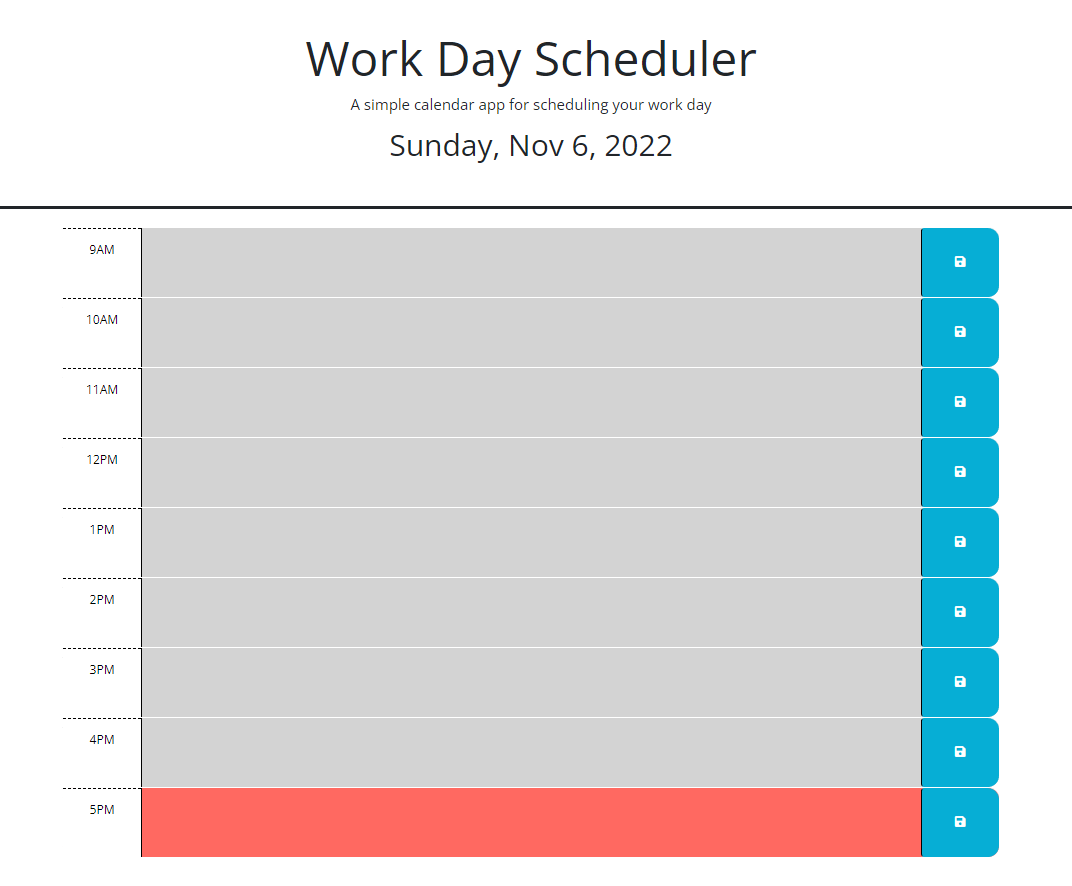 Work Day Scheduler
A simple calendar app for scheduling your work day
Sunday, Nov 6, 2022
9AM
10AM
11AM
12PM
1PM
2PM
3PM
4PM
5PM